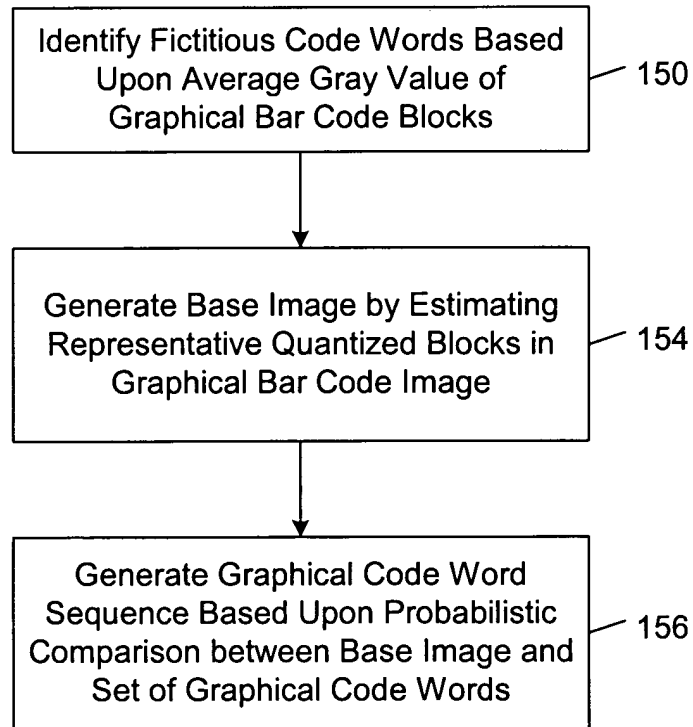 Identify Fictitious Code Words Based
Upon Average Gray Value of
Graphical Bar Code Blocks
150
Generate Base Image by Estimating
Representative Quantized Blocks in
Graphical Bar Code Image
154
Generate Graphical Code Word
Sequence Based Upon Probabilistic
Comparison between Base Image and
Set of Graphical Code Words
156